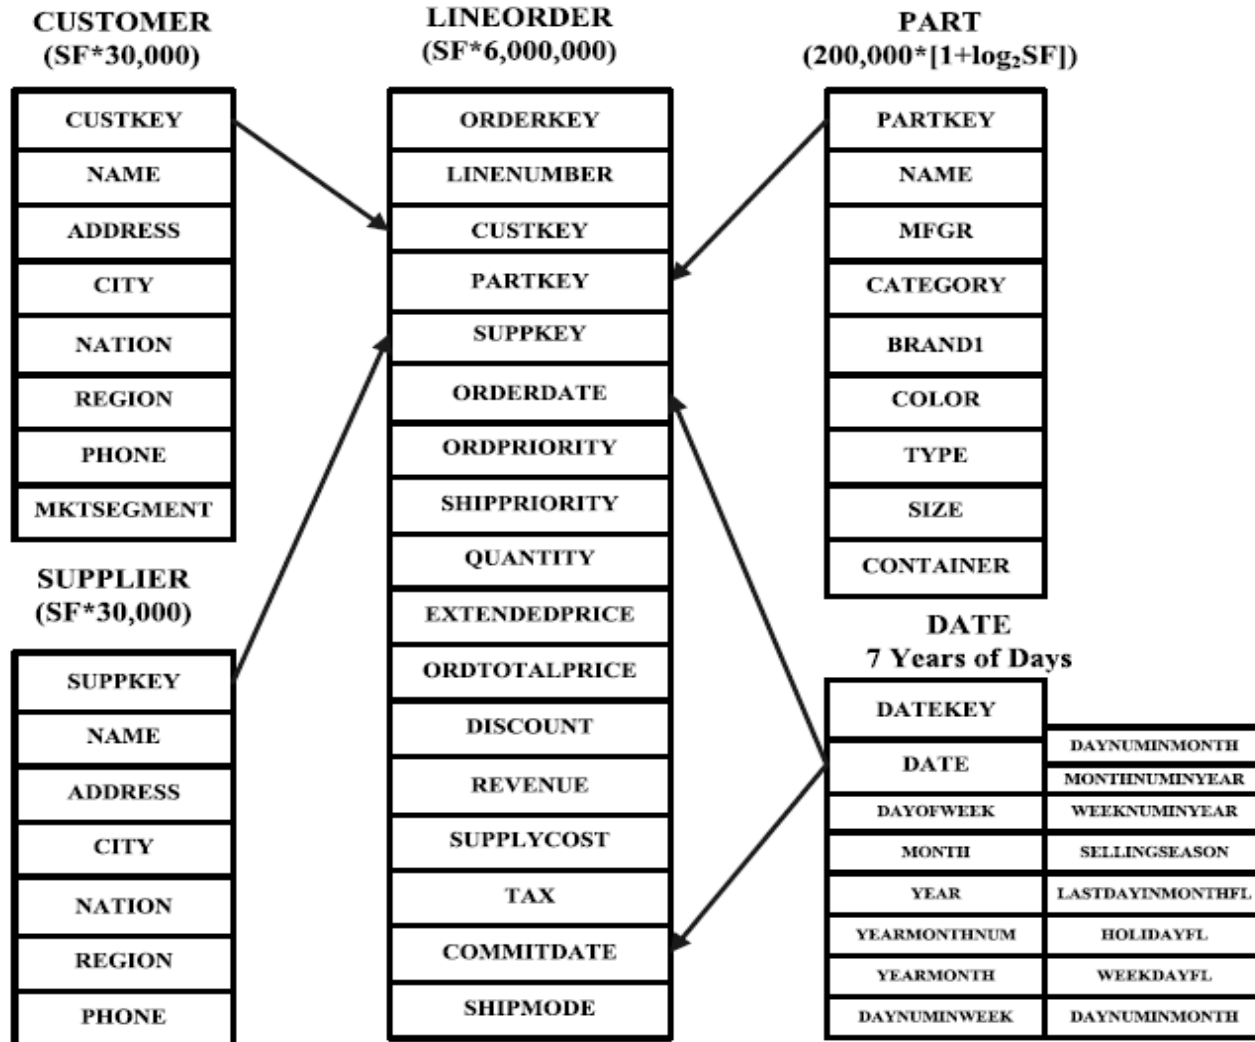 CUSTOMER
(SF*30,000)
CUSTKEY
NAME
ADDRESS
CITY
NATION
REGION
PHONE
MKTSEGMENT
SUPPLIER
(SF*30,000)
SUPPKEY
NAME
ADDRESS
CITY
NATION
REGION
PHONE
LINEORDER
(SF*6,000,000)
ORDERKEY
LINENUMBER
CUSTKEY
PARTKEY
SUPPKEY
ORDERDATE
ORDPRIORITY
SHIPPRIORITY
QUANTITY
EXTENDEDPRICE
ORDTOTALPRICE
DISCOUNT
REVENUE
SUPPLYCOST
TAX
COMMITDATE
SHIPMODE
PART
(200,000*[1+log₂SF])
PARTKEY
NAME
MFGR
CATEGORY
BRAND1
COLOR
TYPE
SIZE
CONTAINER
DATE
7 Years of Days
DATEKEY
DATE
DAYOFWEEK
MONTH
YEAR
YEARMONTHNUM
YEARMONTH
DAYNUMINWEEK
DAYNUMINMONTH
MONTHNUMINYEAR
WEEKNUMINYEAR
SELLINGSEASON
LASTDAYINMONTHFL
HOLIDAYFL
WEEKDAYFL
DAYNUMINMONTH